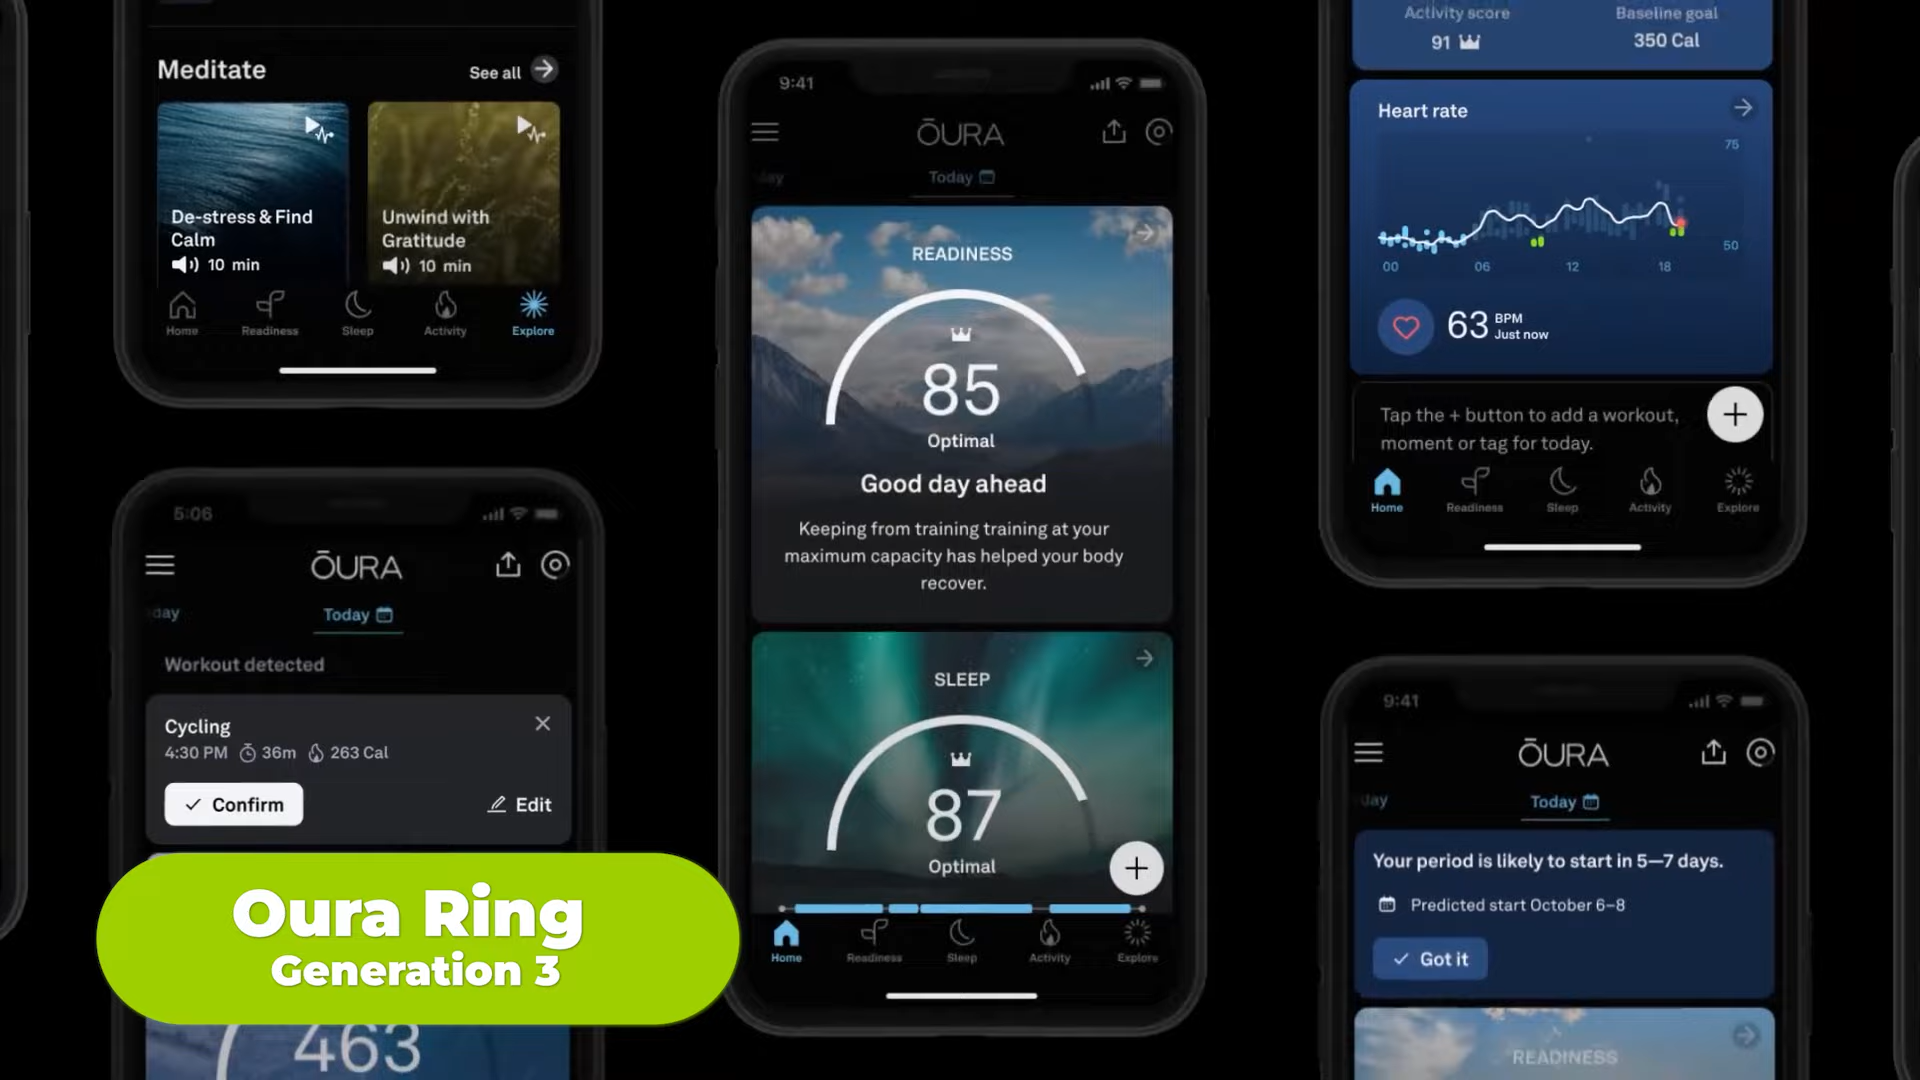 Meditate
See all
De-stress & Find
Calm
10 min
Unwind with
Gratitude
10 min
Home
Readiness
Sleep
Activity
Explore
5:06
ŌURA
day
Today
Workout detected
Cycling
4:30 PM 36m 263 Cal
Confirm
Edit
463
Oura Ring
Generation 3
9:41
ŌURA
day
Today
READINESS
85
Optimal
Good day ahead
Keeping from training training at your
maximum capacity has helped your body
recover.
SLEEP
87
Optimal
Home
Readiness
Sleep
Activity
Explore
Activity score
91
Baseline goal
350 Cal
Heart rate
75
50
00 06 12 18
63 BPM
Just now
Tap the + button to add a workout,
moment or tag for today.
Home
Readiness
Sleep
Activity
Explore
9:41
ŌURA
day
Today
Your period is likely to start in 5–7 days.
Predicted start October 6–8
Got it
READINESS